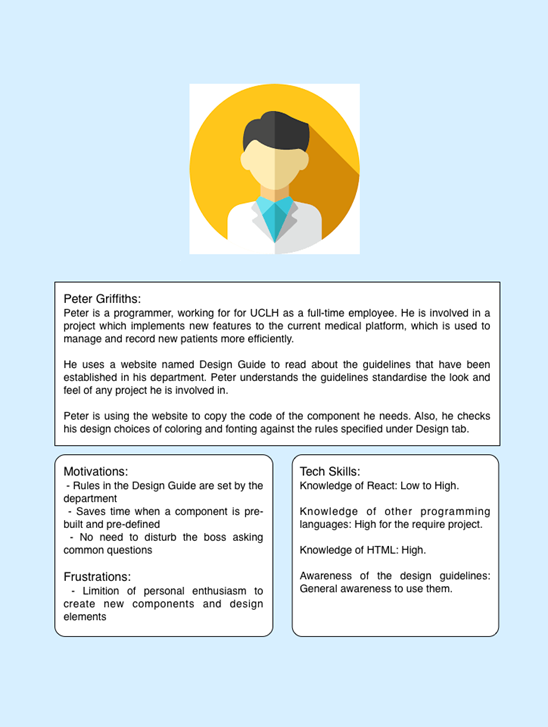 Peter Griffiths:
Peter is a programmer, working for for UCLH as a full-time employee. He is involved in a
project which implements new features to the current medical platform, which is used to
manage and record new patients more efficiently.
He uses a website named Design Guide to read about the guidelines that have been
established in his department. Peter understands the guidelines standardise the look and
feel of any project he is involved in.
Peter is using the website to copy the code of the component he needs. Also, he checks
his design choices of coloring and fonting against the rules specified under Design tab.
Motivations:
- Rules in the Design Guide are set by the
department
- Saves time when a component is pre-
built and pre-defined
- No need to disturb the boss asking
common questions
Frustrations:
- Limition of personal enthusiasm to
create new components and design
elements
Tech Skills:
Knowledge of React: Low to High.
Knowledge of other programming
languages: High for the require project.
Knowledge of HTML: High.
Awareness of the design guidelines:
General awareness to use them.